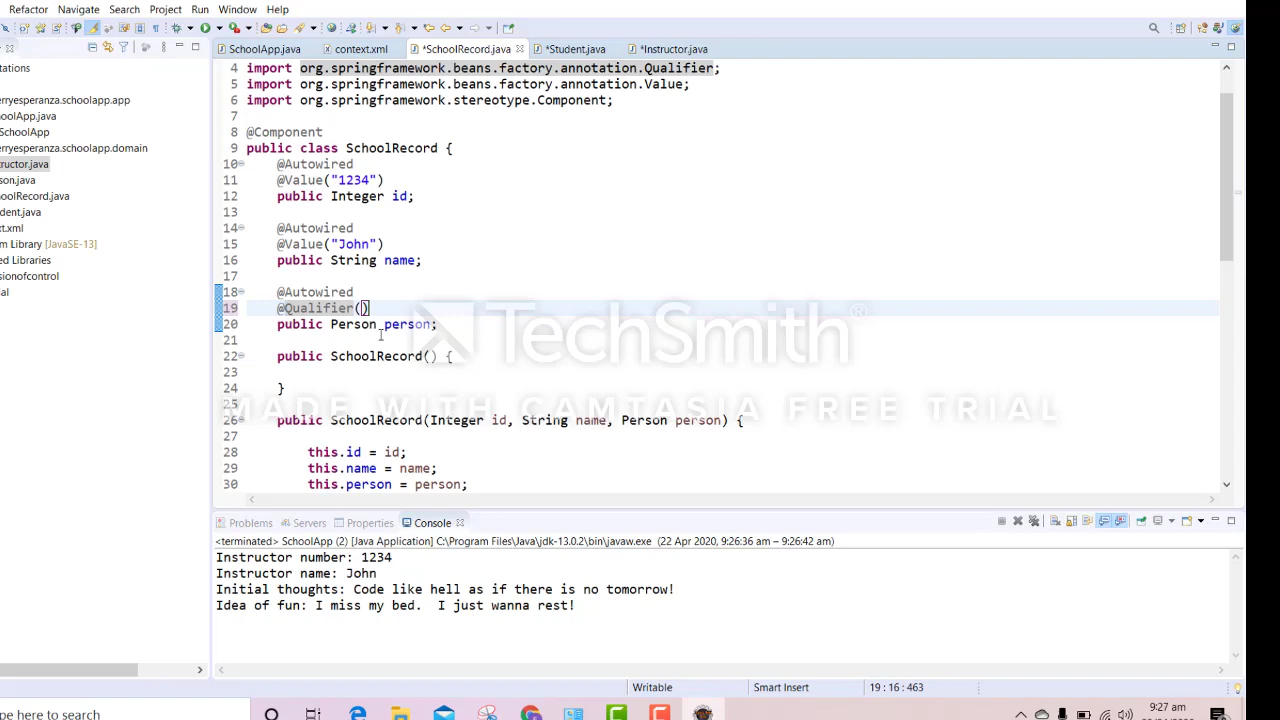 Refactor Navigate Search Project Run Window Help
SchoolApp.java context.xml *SchoolRecord.java *Student.java *Instructor.java
tations
erryesperanza.schoolapp.app
oolApp.java
SchoolApp
erryesperanza.schoolapp.domain
tructor.java
son.java
oolRecord.java
dent.java
xt.xml
m Library [JavaSE-13]
ced Libraries
sionofcontrol
ial
4 import org.springframework.beans.factory.annotation.Qualifier;
5 import org.springframework.beans.factory.annotation.Value;
6 import org.springframework.stereotype.Component;
7
8 @Component
9 public class SchoolRecord {
10 @Autowired
11 @Value("1234")
12 public Integer id;
13
14 @Autowired
15 @Value("John")
16 public String name;
17
18 @Autowired
19 @Qualifier()
20 public Person person;
21
22 public SchoolRecord() {
23
24 }
25
26 public SchoolRecord(Integer id, String name, Person person) {
27
28 this.id = id;
29 this.name = name;
30 this.person = person;
TechSmith®
MADE WITH CAMTASIA FREE TRIAL
Problems Servers Properties Console
<terminated> SchoolApp (2) [Java Application] C:\Program Files\Java\jdk-13.0.2\bin\javaw.exe (22 Apr 2020, 9:26:36 am – 9:26:42 am)
Instructor number: 1234
Instructor name: John
Initial thoughts: Code like hell as if there is no tomorrow!
Idea of fun: I miss my bed. I just wanna rest!
Writable Smart Insert 19 : 16 : 463
pe here to search
9:27 am